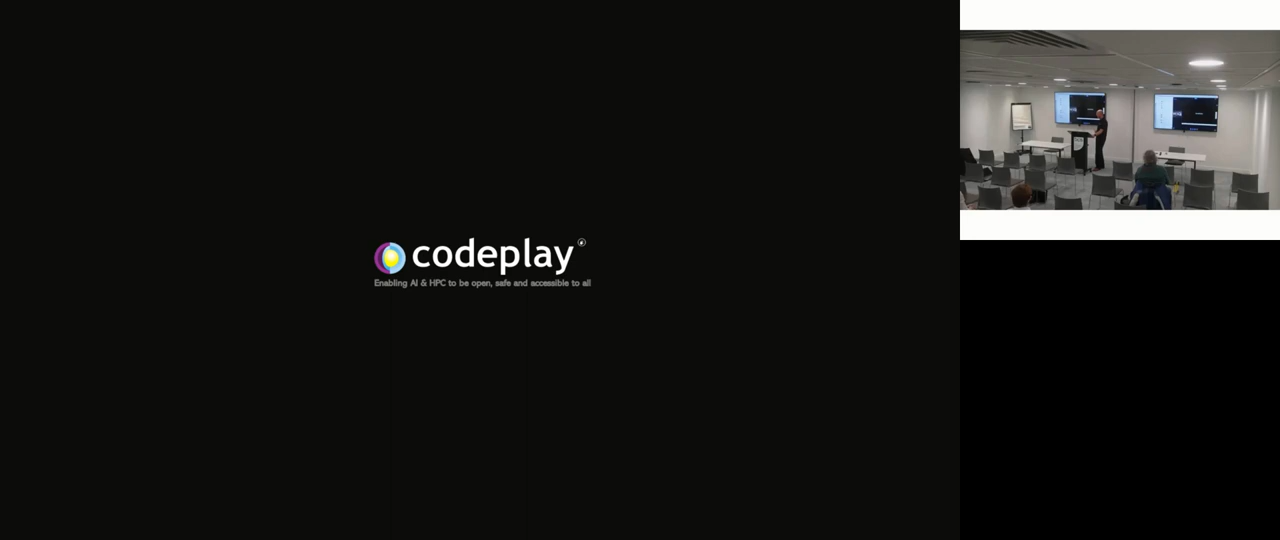 codeplay®
Enabling AI & HPC to be open, safe and accessible to all